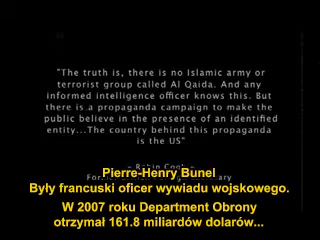 "The truth is, there is no Islamic army or
terrorist group called Al Qaida. And any
informed intelligence officer knows this. But
there is a propaganda campaign to make the
public believe in the presence of an identified
entity...The country behind this propaganda
is the US"
Pierre-Henry Bunel
Były francuski oficer wywiadu wojskowego.
W 2007 roku Department Obrony
otrzymał 161.8 miliardów dolarów...